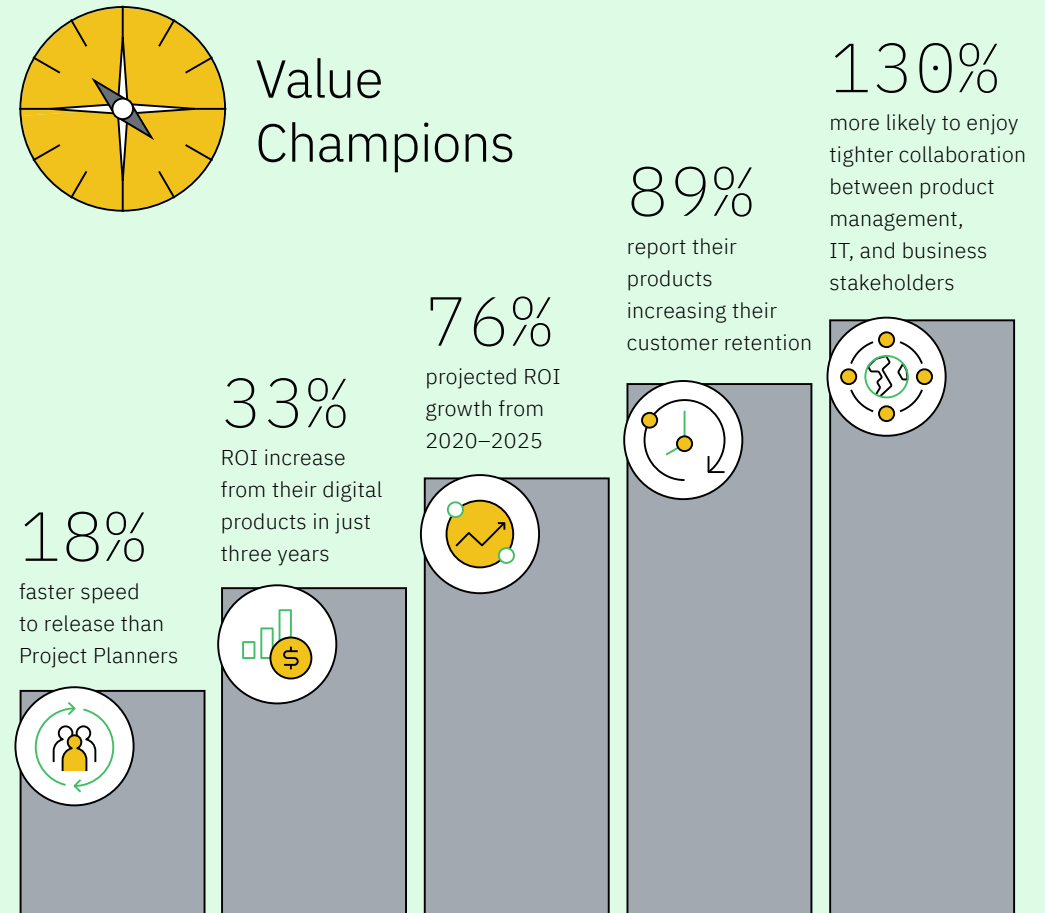 Value
Champions
18%
faster speed
to release than
Project Planners
33%
ROI increase
from their digital
products in just
three years
76%
projected ROI
growth from
2020–2025
89%
report their
products
increasing their
customer retention
130%
more likely to enjoy
tighter collaboration
between product
management,
IT, and business
stakeholders
$